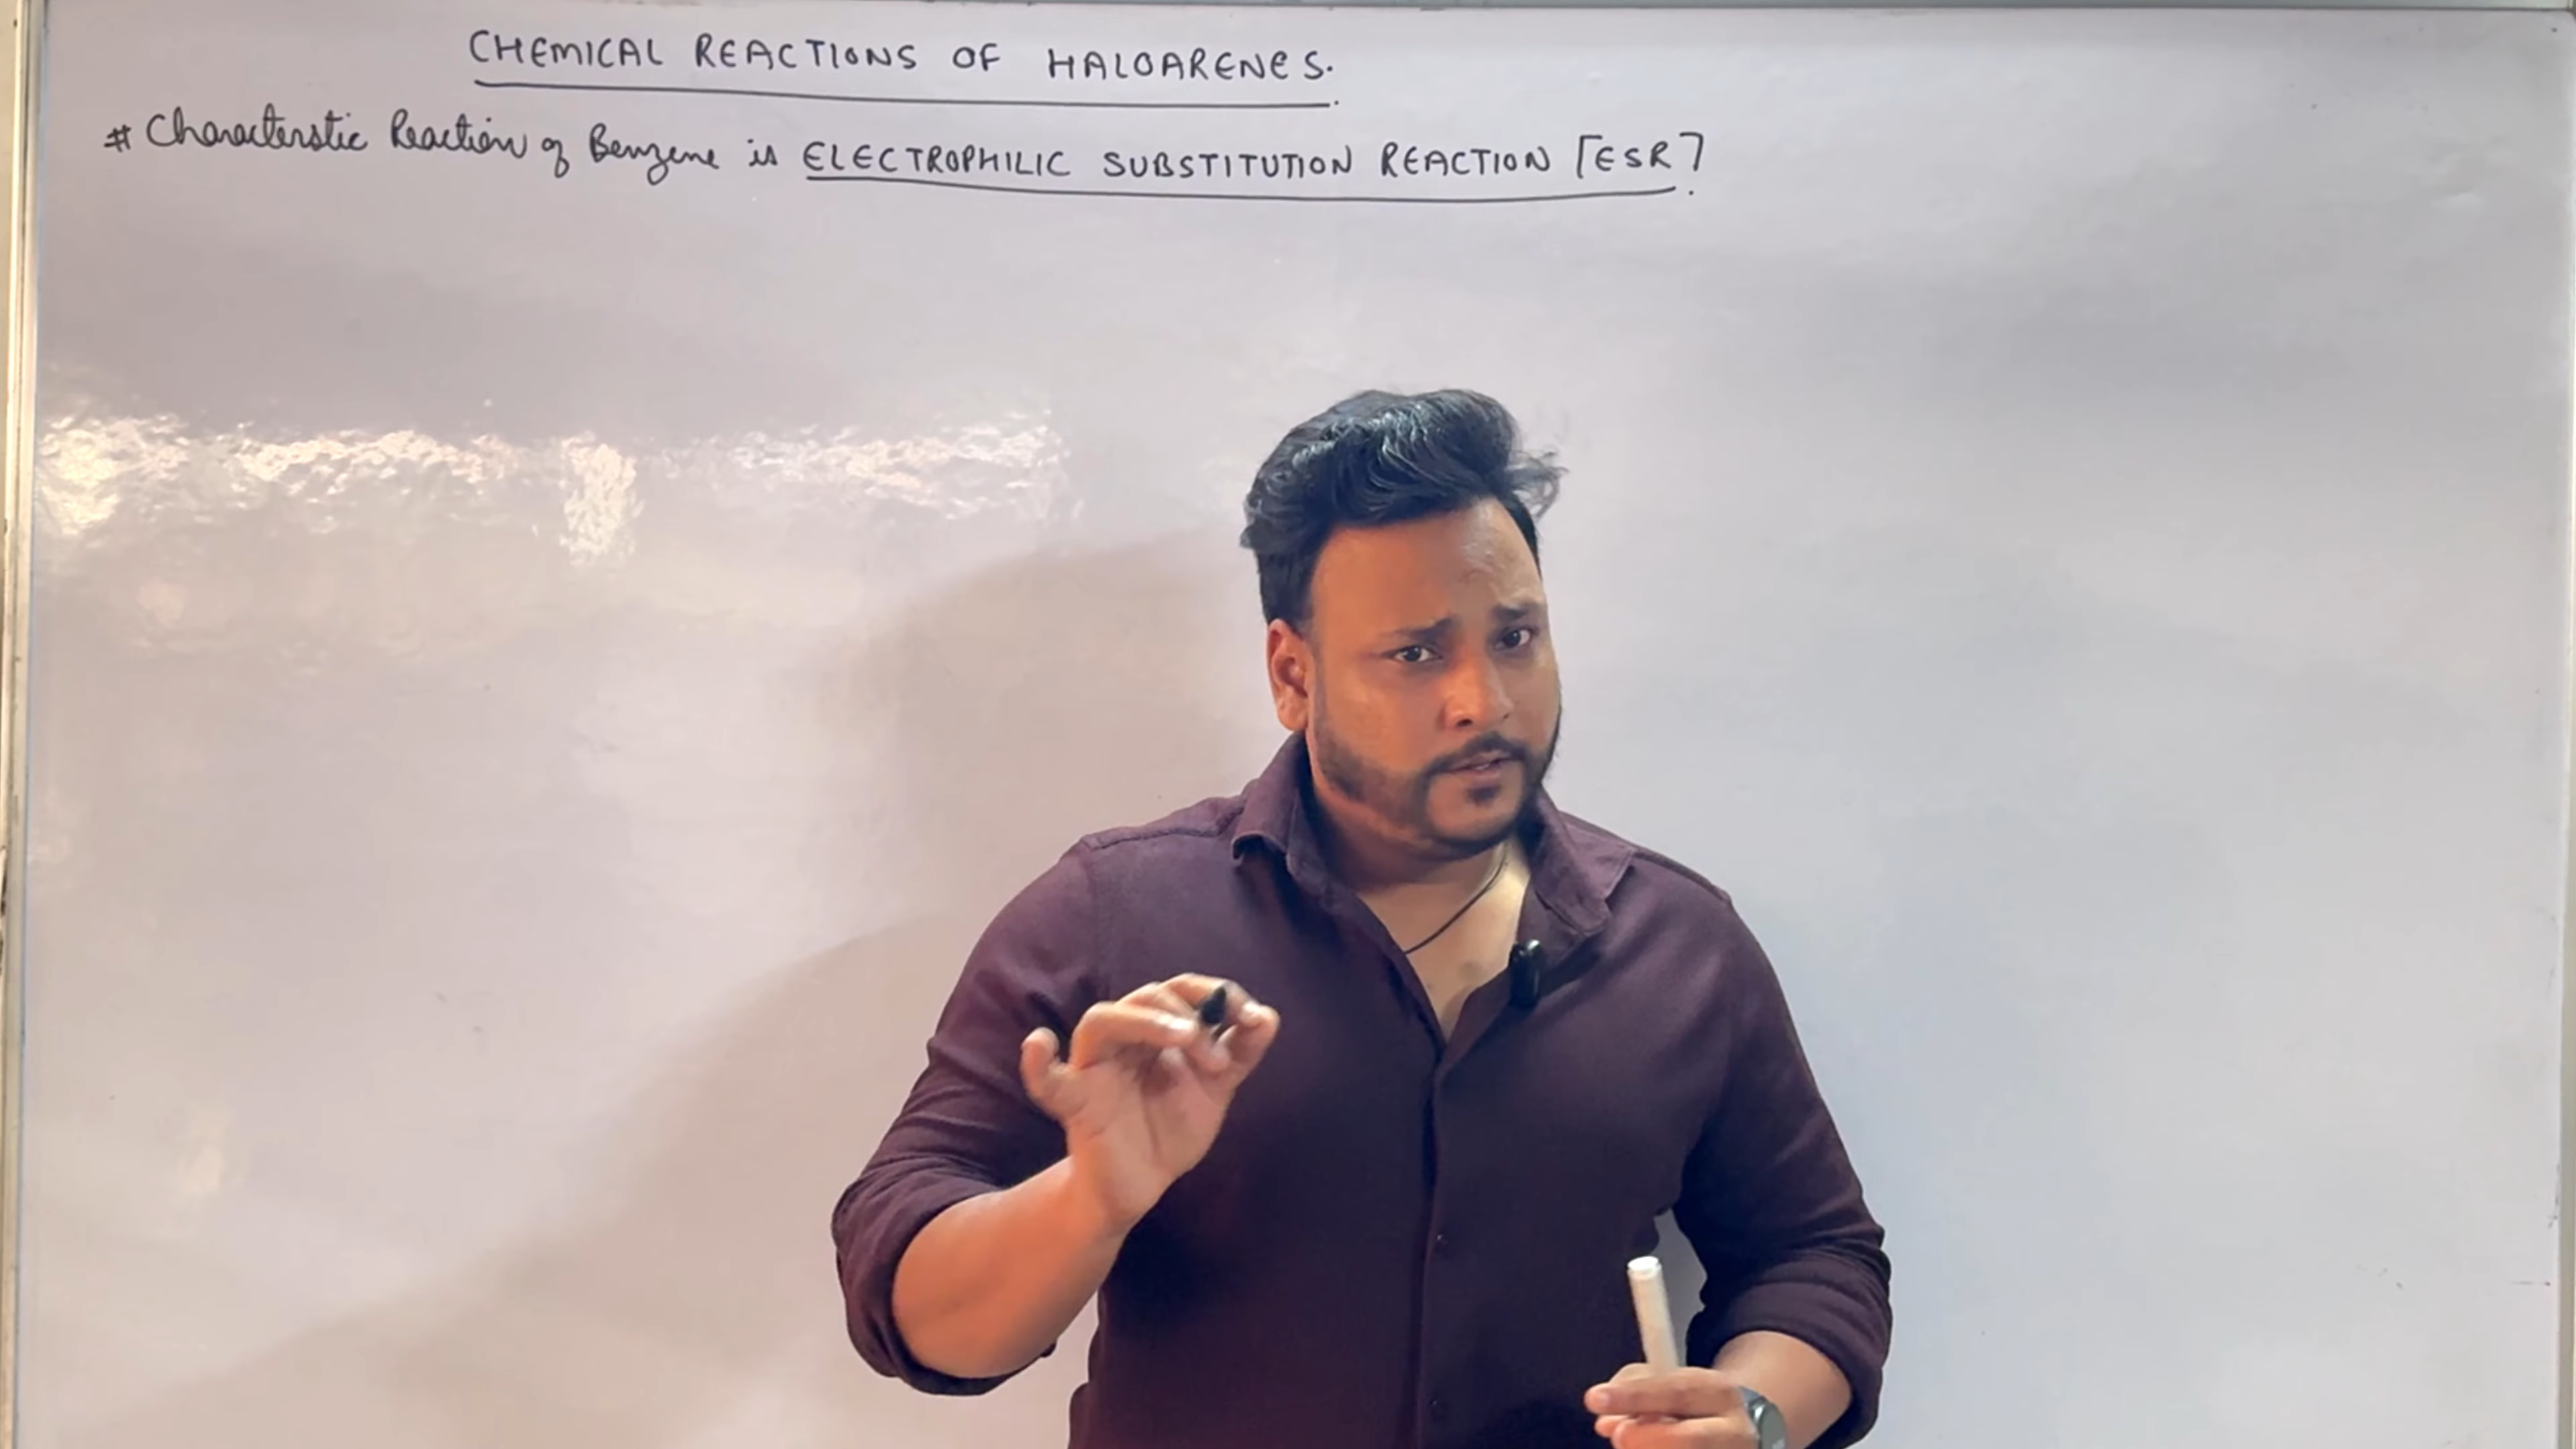 CHEMICAL REACTIONS OF HALOARENES.
# Characterstic Reaction of Benzene is ELECTROPHILIC SUBSTITUTION REACTION [ESR].